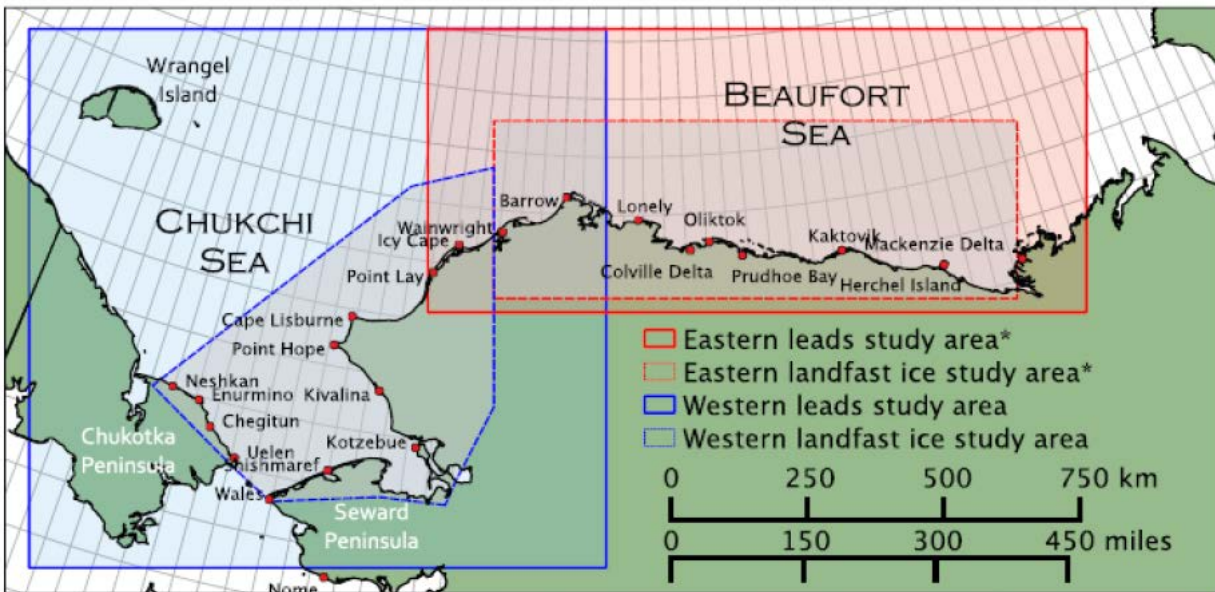 Wrangel
Island
BEAUFORT
SEA
CHUKCHI
SEA
Barrow
Lonely
Wainwright
Oliktok
Icy Cape
Kaktovik
Mackenzie Delta
Point Lay
Colville Delta
Prudhoe Bay
Herchel Island
Cape Lisburne
Point Hope
Neshkan
Enurmino
Kivalina
Chegitun
Chukotka
Peninsula
Kotzebue
Uelen
Shishmaref
Wales
Seward
Peninsula
Nome
Eastern leads study area*
Eastern landfast ice study area*
Western leads study area
Western landfast ice study area
0 250 500 750 km
0 150 300 450 miles